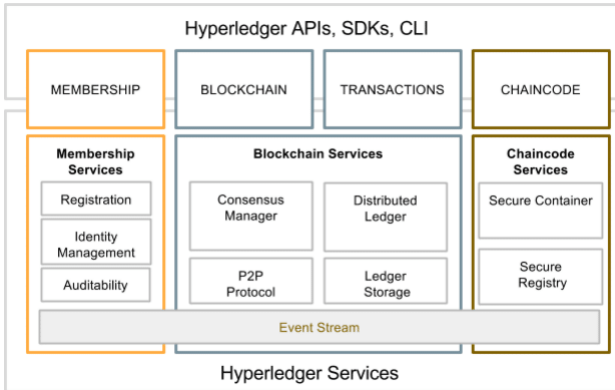 Hyperledger APIs, SDKs, CLI
MEMBERSHIP
BLOCKCHAIN
TRANSACTIONS
CHAINCODE
Membership
Services
Registration
Identity
Management
Auditability
Blockchain Services
Consensus
Manager
Distributed
Ledger
P2P
Protocol
Ledger
Storage
Chaincode
Services
Secure Container
Secure
Registry
Event Stream
Hyperledger Services